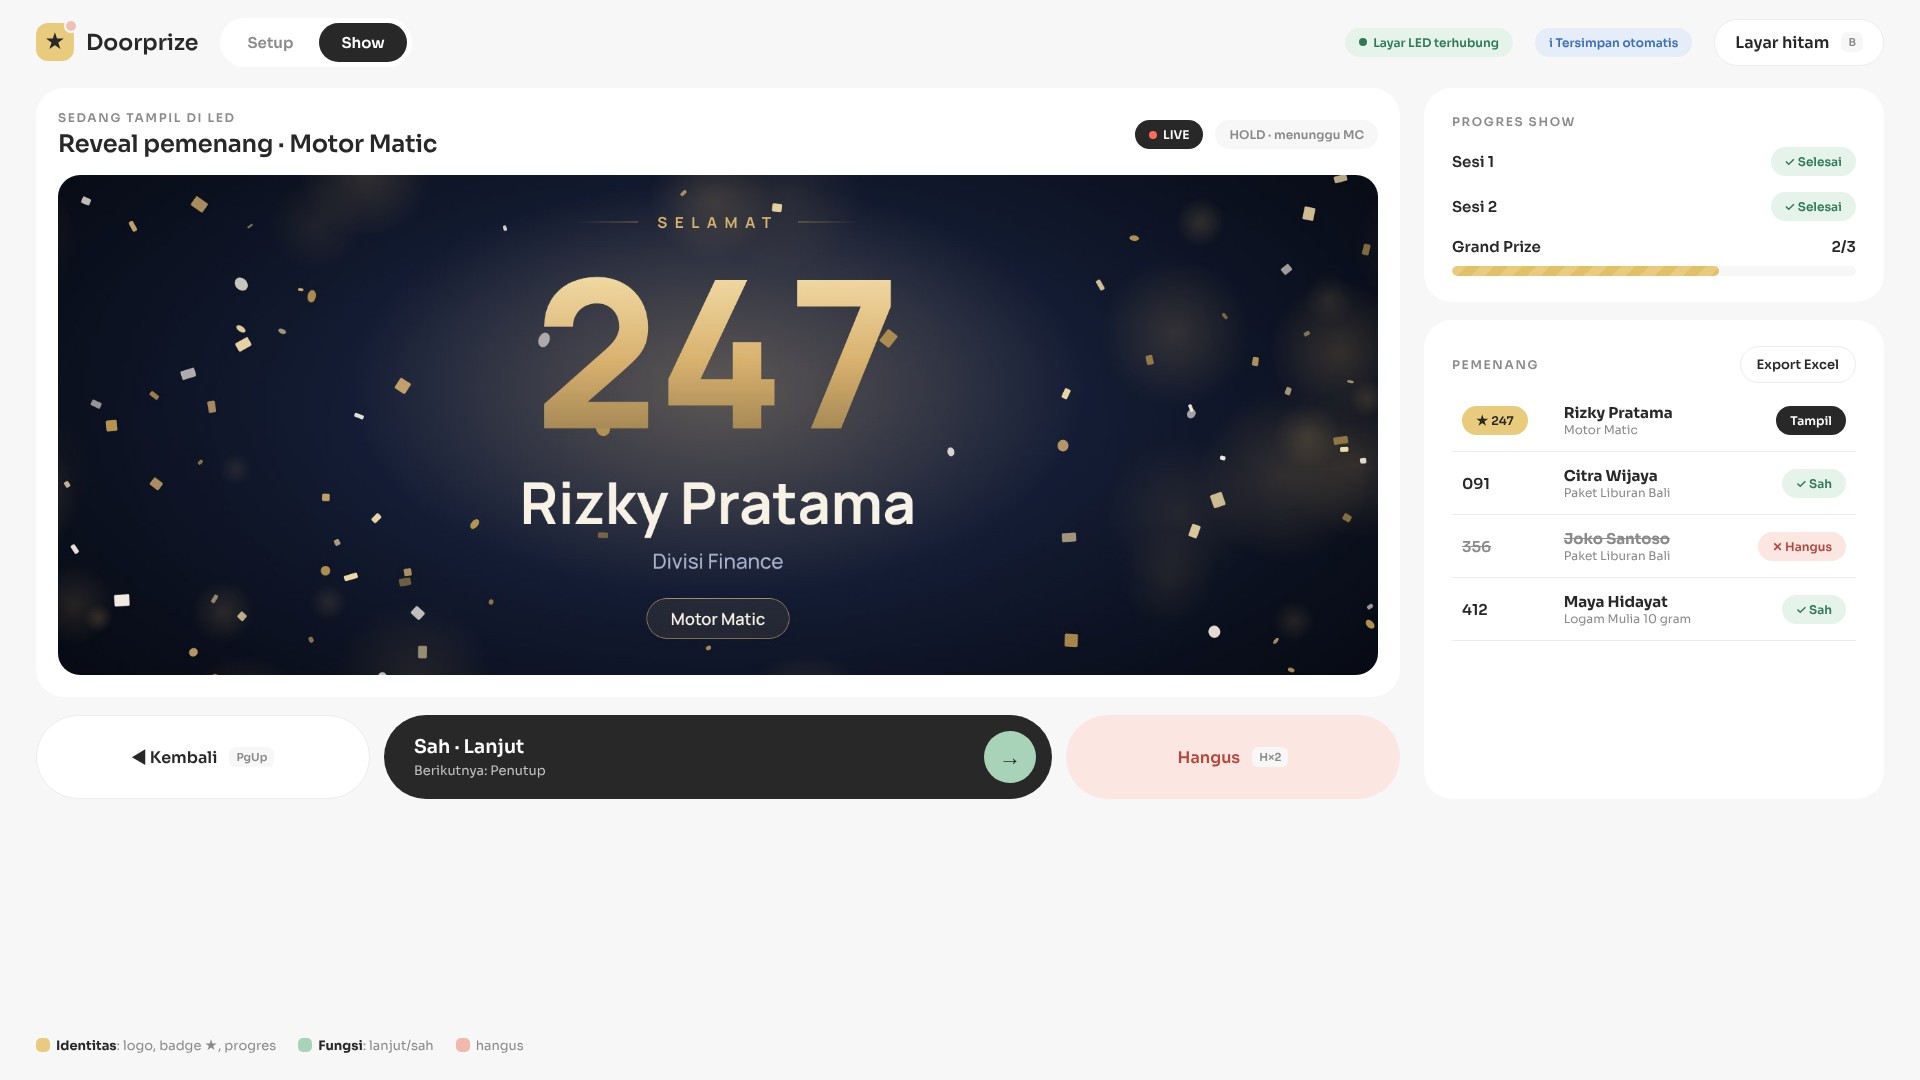 ★ Doorprize
Setup
Show
Layar LED terhubung
i Tersimpan otomatis
Layar hitam B
SEDANG TAMPIL DI LED
Reveal pemenang · Motor Matic
LIVE
HOLD · menunggu MC
SELAMAT
247
Rizky Pratama
Divisi Finance
Motor Matic
◀ Kembali PgUp
Sah · Lanjut
Berikutnya: Penutup
→
Hangus H×2
PROGRES SHOW
Sesi 1 ✓ Selesai
Sesi 2 ✓ Selesai
Grand Prize 2/3
PEMENANG
Export Excel
★ 247 Rizky Pratama Tampil
Motor Matic
091 Citra Wijaya ✓ Sah
Paket Liburan Bali
356 Joko Santoso ✕ Hangus
Paket Liburan Bali
412 Maya Hidayat ✓ Sah
Logam Mulia 10 gram
Identitas: logo, badge ★, progres
Fungsi: lanjut/sah
hangus